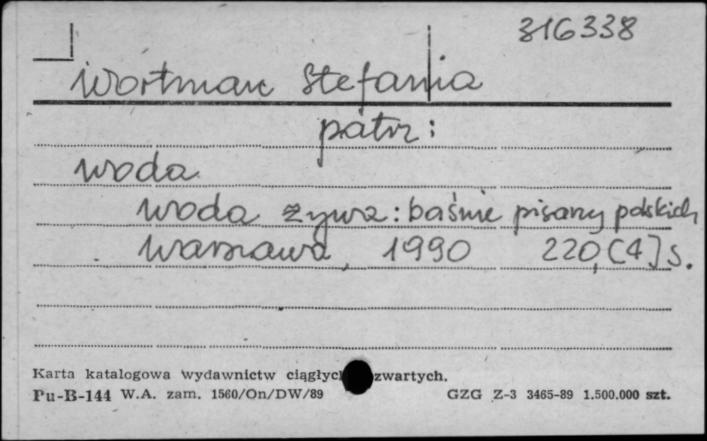 316338
Wortman Stefania
patrz:
woda
woda żywa: baśnie pisarzy polskich
Warszawa, 1990 220,[4]s.
Karta katalogowa wydawnictw ciągłych zwartych.
Pu-B-144 W.A. zam. 1560/On/DW/89 GZG Z-3 3465-89 1.500.000 szt.